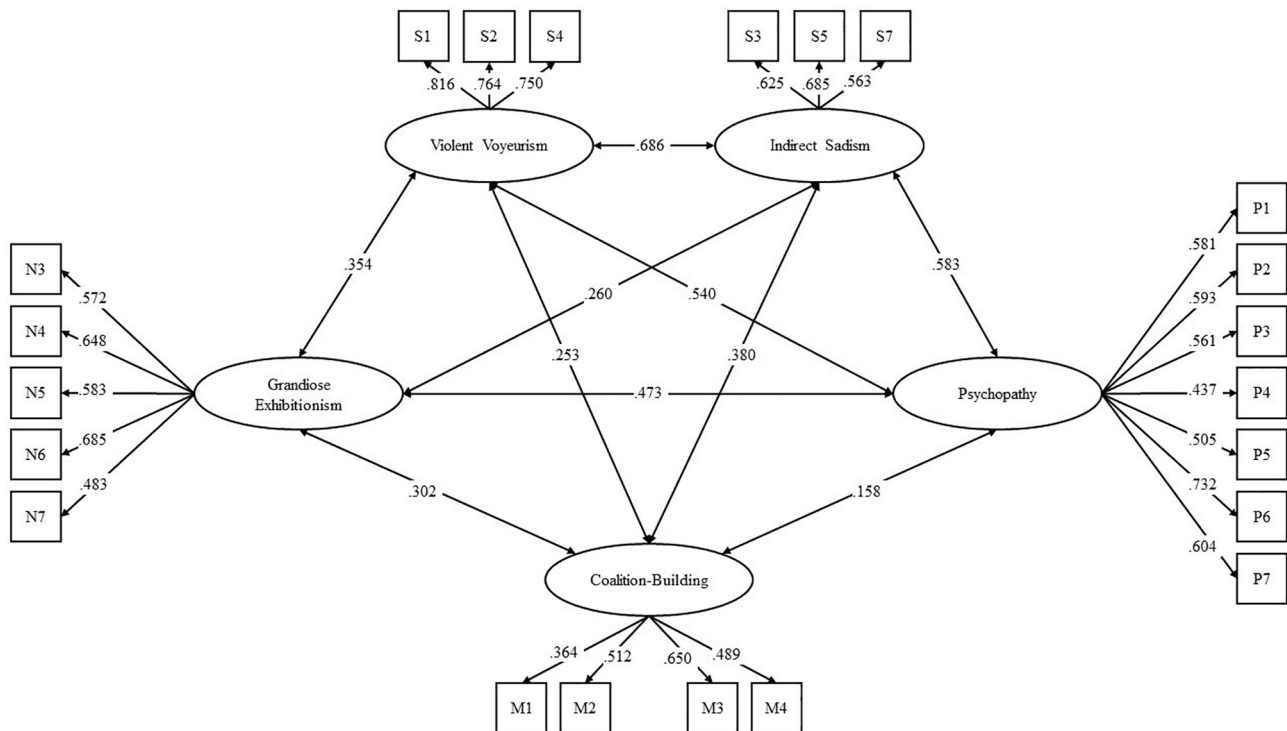 S1 S2 S4 S3 S5 S7
.816 .764 .750 .625 .685 .563
Violent Voyeurism .686 Indirect Sadism
P1
.581
N3 P2
.354 .583
.572 .593
.260 .540
N4 P3
.648 .561
.253 .380
N5 .583 Grandiose
Exhibitionism .473 Psychopathy .437 P4
N6 P5
.685 .505
N7 P6
.483 .732
.302 .158
.604
P7
Coalition-Building
.364 .512 .650 .489
M1 M2 M3 M4